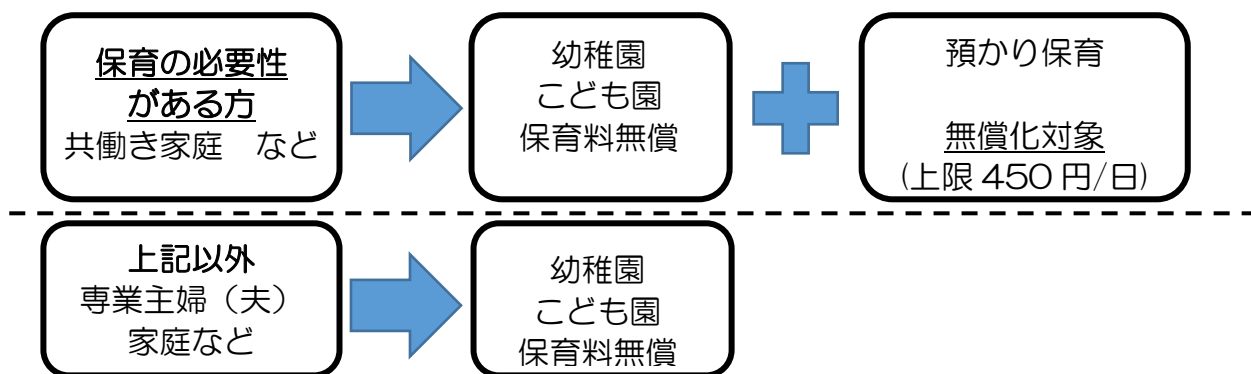 保育の必要性
がある方
共働き家庭　など
幼稚園
こども園
保育料無償
預かり保育
無償化対象
(上限 450 円/日)
上記以外
専業主婦（夫）
家庭など
幼稚園
こども園
保育料無償